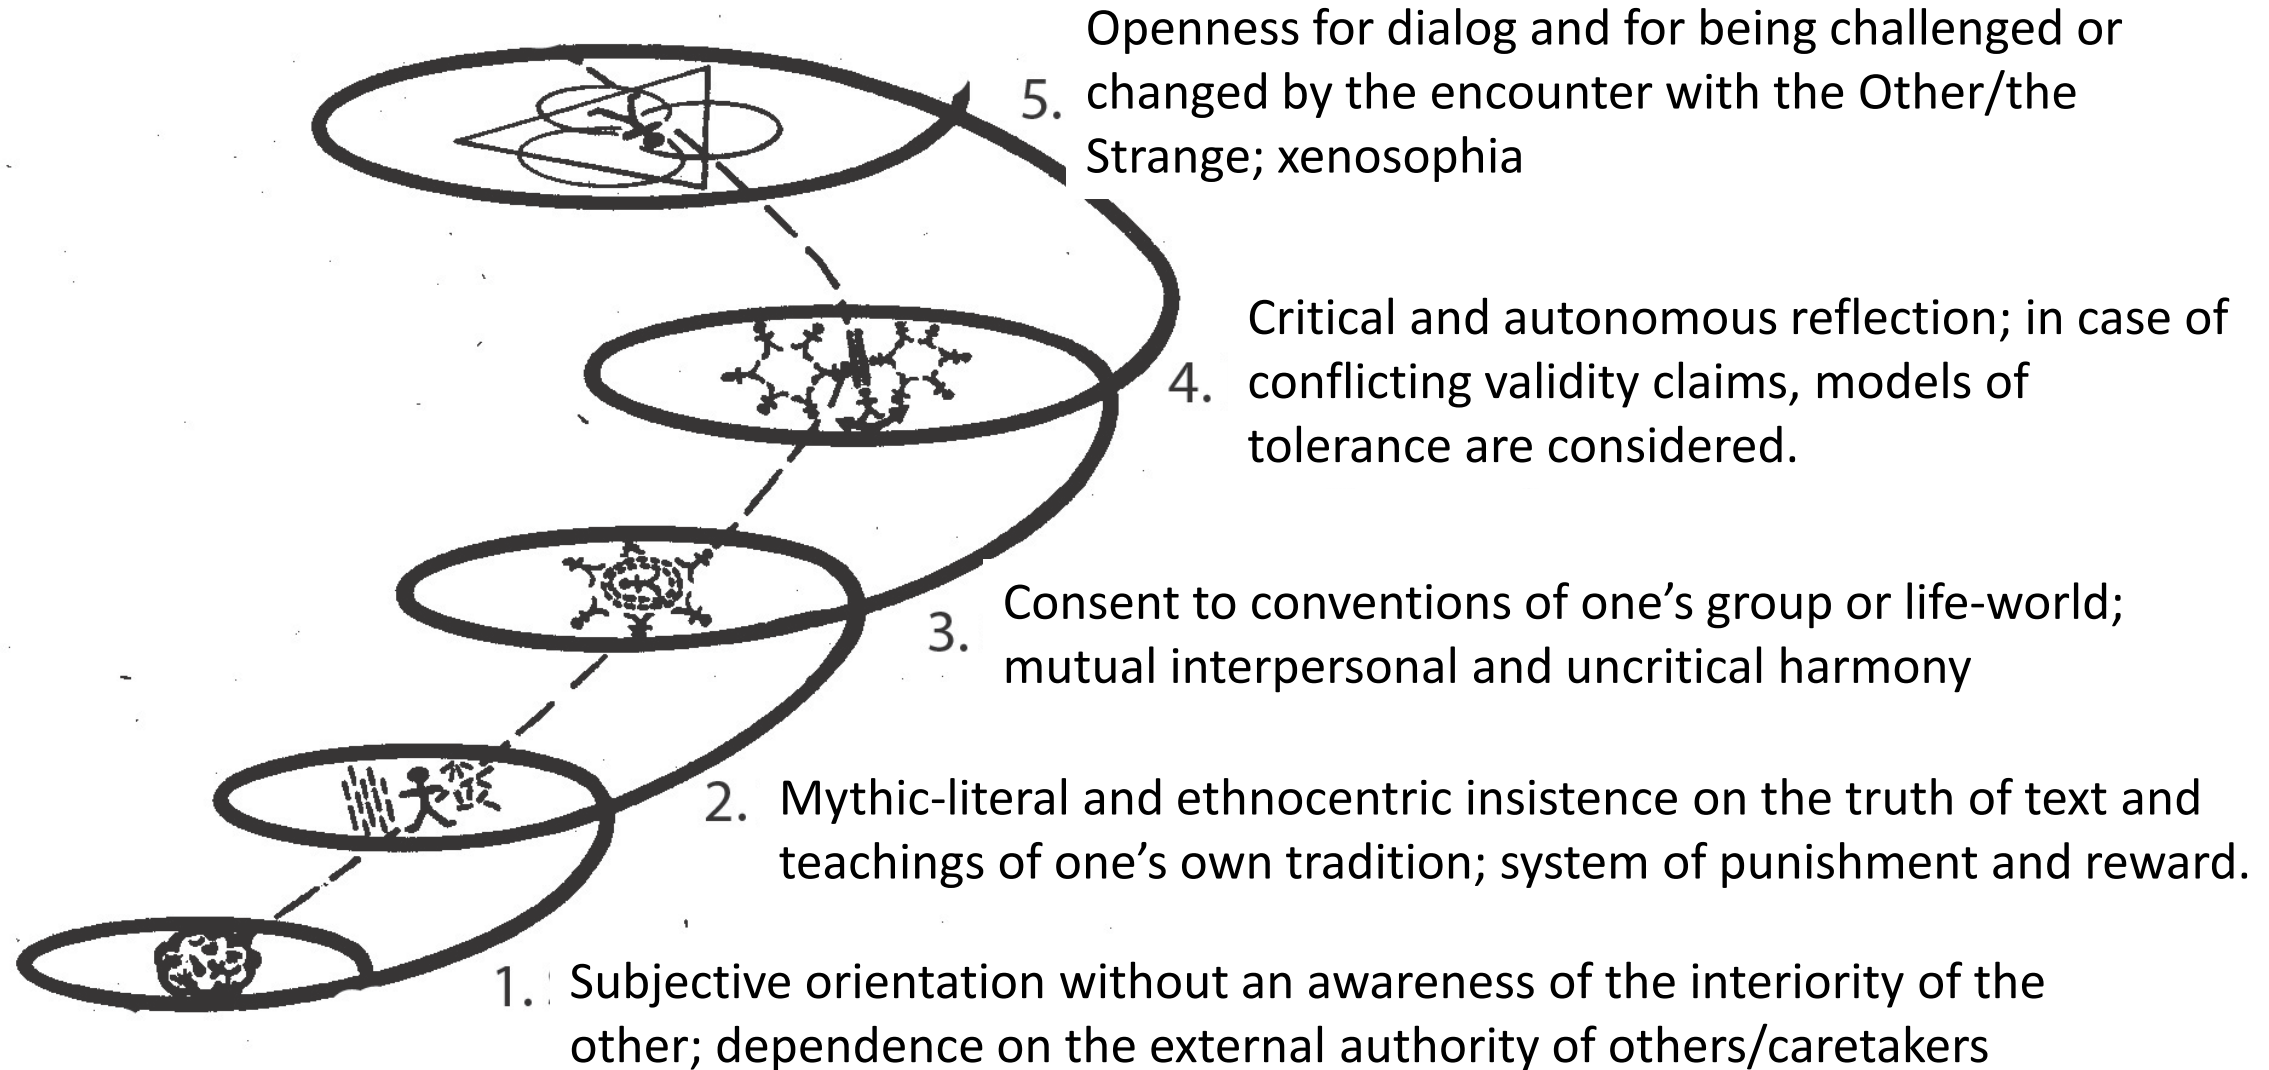 Openness for dialog and for being challenged or
5. changed by the encounter with the Other/the
Strange; xenosophia
Critical and autonomous reflection; in case of
4. conflicting validity claims, models of
tolerance are considered.
Consent to conventions of one’s group or life-world;
3. mutual interpersonal and uncritical harmony
2. Mythic-literal and ethnocentric insistence on the truth of text and
teachings of one’s own tradition; system of punishment and reward.
1. Subjective orientation without an awareness of the interiority of the
other; dependence on the external authority of others/caretakers